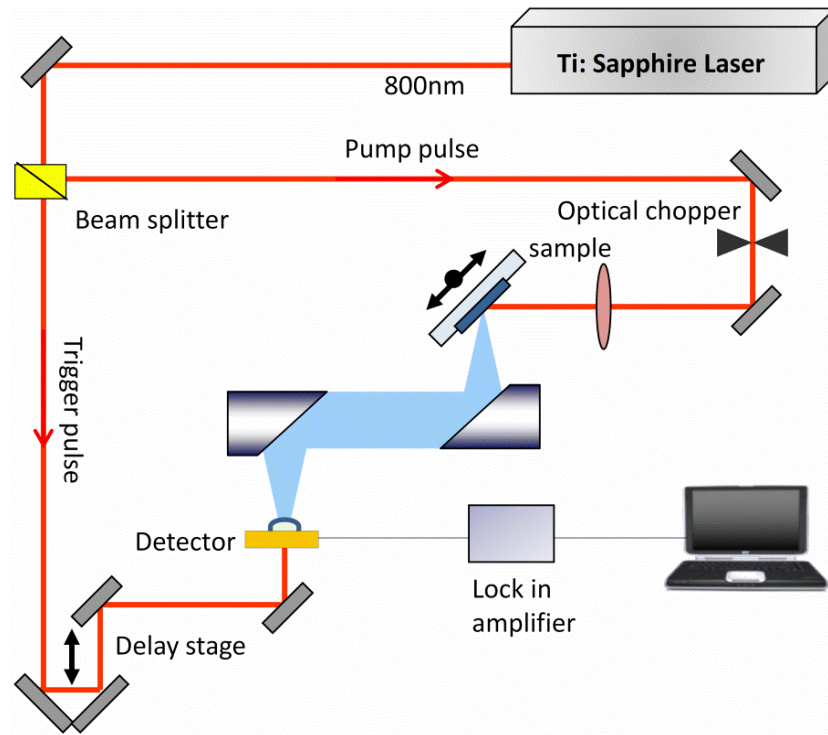 Ti: Sapphire Laser
800nm
Pump pulse
Beam splitter
Optical chopper
sample
Trigger pulse
Detector
Lock in
amplifier
Delay stage